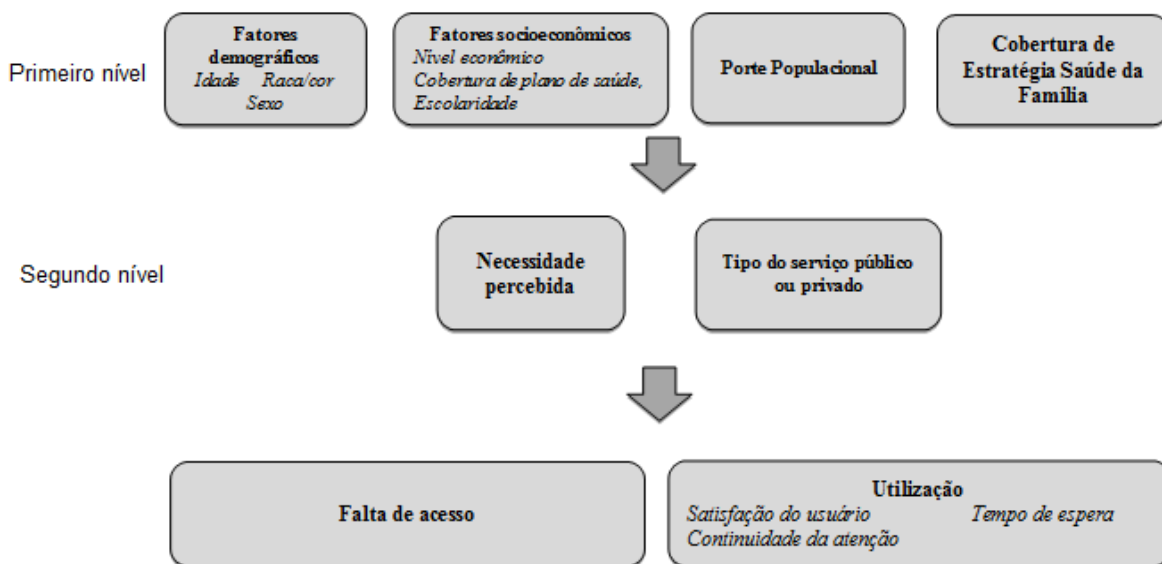 Primeiro nível
Fatores
demográficos
Idade Raca/cor
Sexo
Fatores socioeconômicos
Nível econômico
Cobertura de plano de saúde,
Escolaridade
Porte Populacional
Cobertura de
Estratégia Saúde da
Família
Segundo nível
Necessidade
percebida
Tipo do serviço público
ou privado
Falta de acesso
Utilização
Satisfação do usuário Tempo de espera
Continuidade da atenção